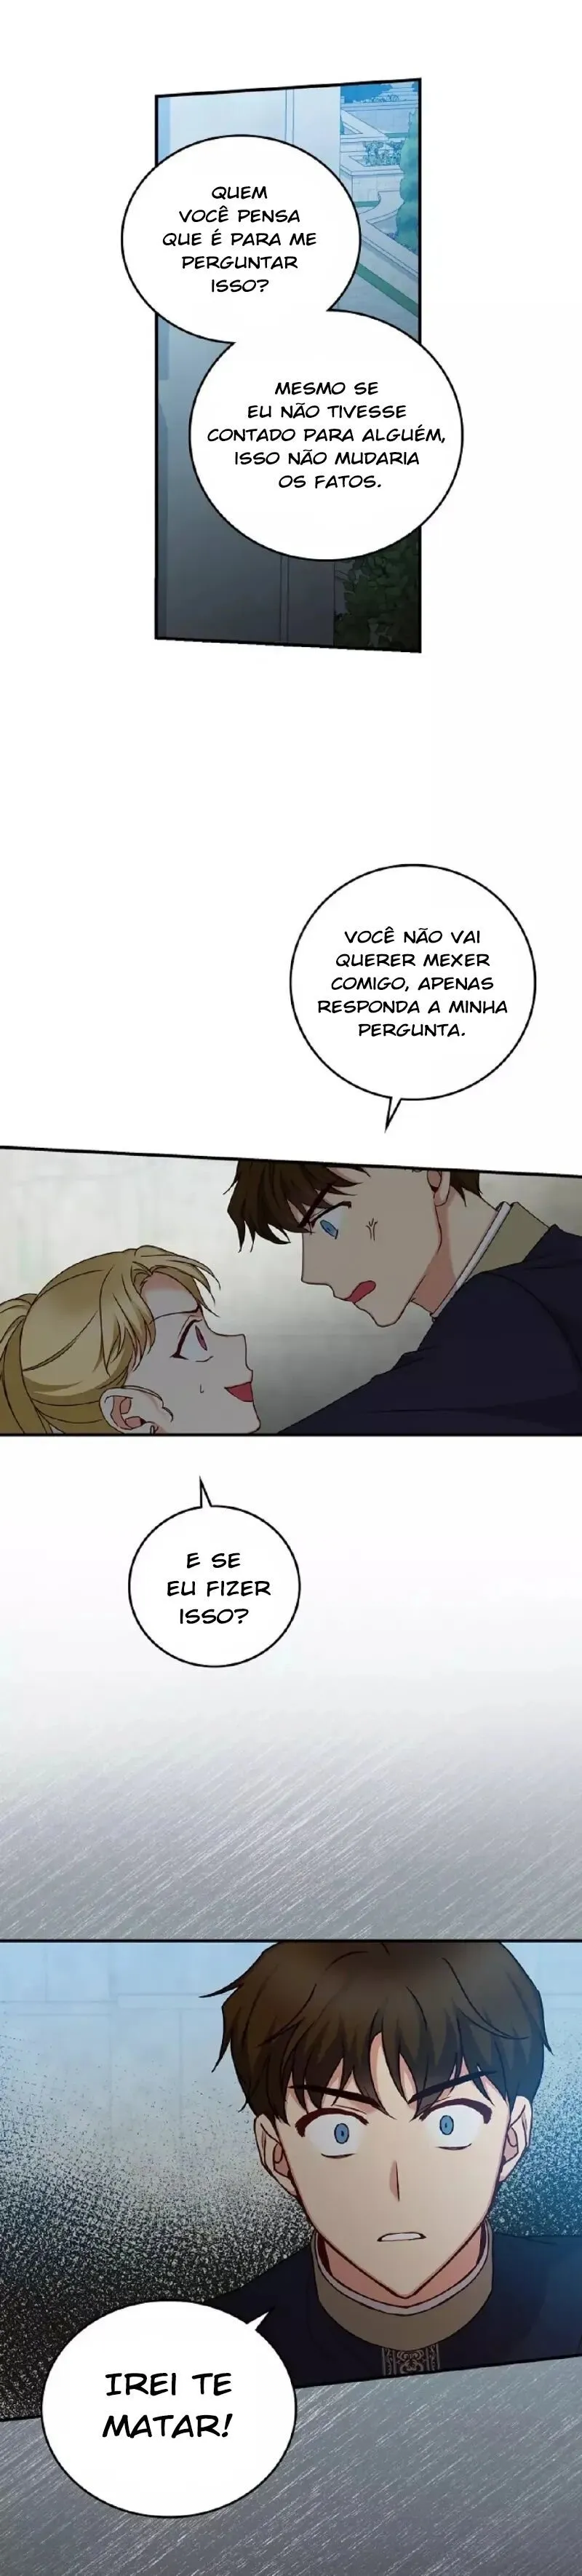 QUEM
VOCÊ PENSA
QUE É PARA ME
PERGUNTAR
ISSO?
MESMO SE
EU NÃO TIVESSE
CONTADO PARA ALGUÉM,
ISSO NÃO MUDARIA
OS FATOS.
VOCÊ NÃO VAI
QUERER MEXER
COMIGO, APENAS
RESPONDA A MINHA
PERGUNTA.
E SE
EU FIZER
ISSO?
IREI TE
MATAR!